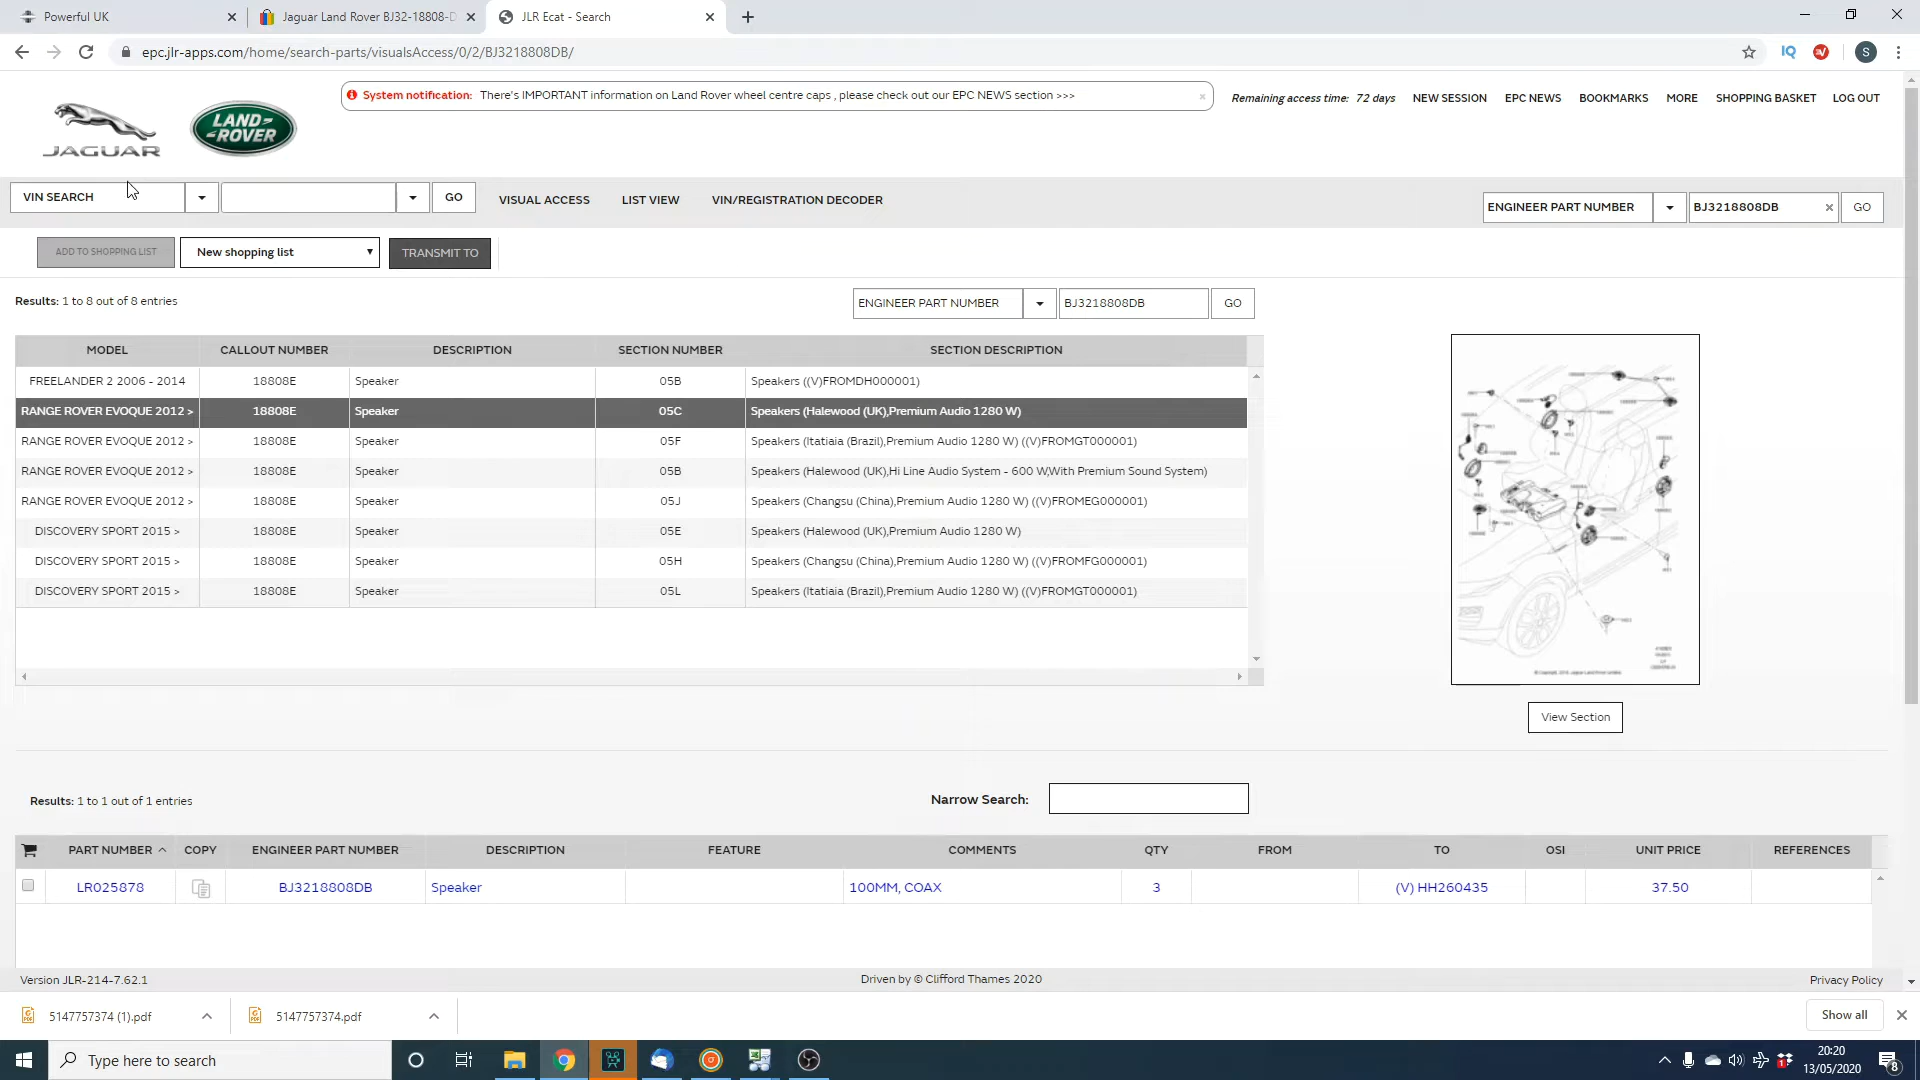 Powerful UK
Jaguar Land Rover BJ32-18808-D
JLR Ecat - Search
epc.jlr-apps.com/home/search-parts/visualsAccess/0/2/BJ3218808DB/
IQ
S
System notification: There's IMPORTANT information on Land Rover wheel centre caps , please check out our EPC NEWS section >>>
Remaining access time: 72 days
NEW SESSION
EPC NEWS
BOOKMARKS
MORE
SHOPPING BASKET
LOG OUT
JAGUAR
LAND-
ROVER
VIN SEARCH
GO
VISUAL ACCESS
LIST VIEW
VIN/REGISTRATION DECODER
ENGINEER PART NUMBER
BJ3218808DB
GO
ADD TO SHOPPING LIST
New shopping list
TRANSMIT TO
Results: 1 to 8 out of 8 entries
ENGINEER PART NUMBER
BJ3218808DB
GO
MODEL CALLOUT NUMBER DESCRIPTION SECTION NUMBER SECTION DESCRIPTION
FREELANDER 2 2006 - 2014 18808E Speaker 05B Speakers ((V)FROMDH000001)
RANGE ROVER EVOQUE 2012 > 18808E Speaker 05C Speakers (Halewood (UK),Premium Audio 1280 W)
RANGE ROVER EVOQUE 2012 > 18808E Speaker 05F Speakers (Itatiaia (Brazil),Premium Audio 1280 W) ((V)FROMGT000001)
RANGE ROVER EVOQUE 2012 > 18808E Speaker 05B Speakers (Halewood (UK),Hi Line Audio System - 600 W,With Premium Sound System)
RANGE ROVER EVOQUE 2012 > 18808E Speaker 05J Speakers (Changsu (China),Premium Audio 1280 W) ((V)FROMEG000001)
DISCOVERY SPORT 2015 > 18808E Speaker 05E Speakers (Halewood (UK),Premium Audio 1280 W)
DISCOVERY SPORT 2015 > 18808E Speaker 05H Speakers (Changsu (China),Premium Audio 1280 W) ((V)FROMFG000001)
DISCOVERY SPORT 2015 > 18808E Speaker 05L Speakers (Itatiaia (Brazil),Premium Audio 1280 W) ((V)FROMGT000001)
View Section
Results: 1 to 1 out of 1 entries
Narrow Search:
PART NUMBER COPY ENGINEER PART NUMBER DESCRIPTION FEATURE COMMENTS QTY FROM TO OSI UNIT PRICE REFERENCES
LR025878 BJ3218808DB Speaker 100MM, COAX 3 (V) HH260435 37.50
Version JLR-214-7.62.1
Driven by © Clifford Thames 2020
Privacy Policy
5147757374 (1).pdf
5147757374.pdf
Show all
Type here to search
20:20
13/05/2020
8